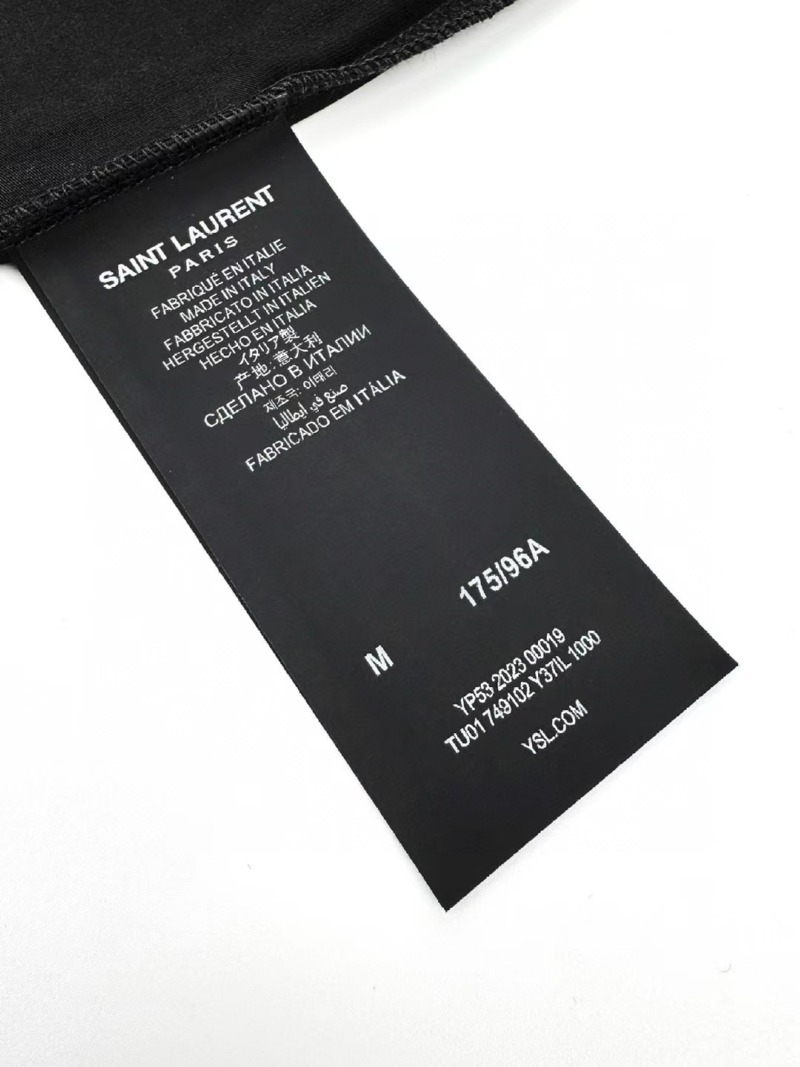 SAINT LAURENT
PARIS
FABRIQUÉ EN ITALIE
MADE IN ITALY
FABBRICATO IN ITALIA
HERGESTELLT IN ITALIEN
HECHO EN ITALIA
イタリア製
产地: 意大利
СДЕЛАНО В ИТАЛИИ
제조국: 이태리
صنع في ايطاليا
FABRICADO EM ITÁLIA
175/96A
M
YP53 2023 00019
TU01 749102 Y37IL 1000
YSL.COM